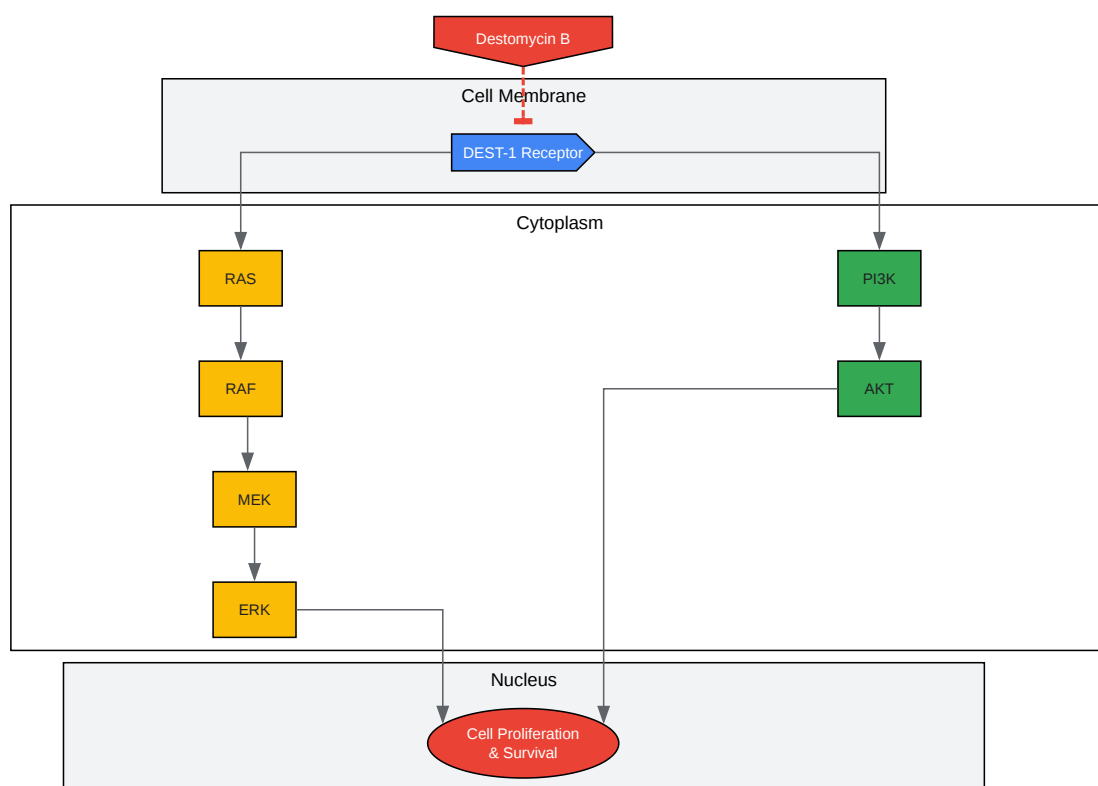 Destomycin B
Cell Membrane
DEST-1 Receptor
Cytoplasm
RAS
PI3K
RAF
AKT
MEK
ERK
Nucleus
Cell Proliferation
& Survival